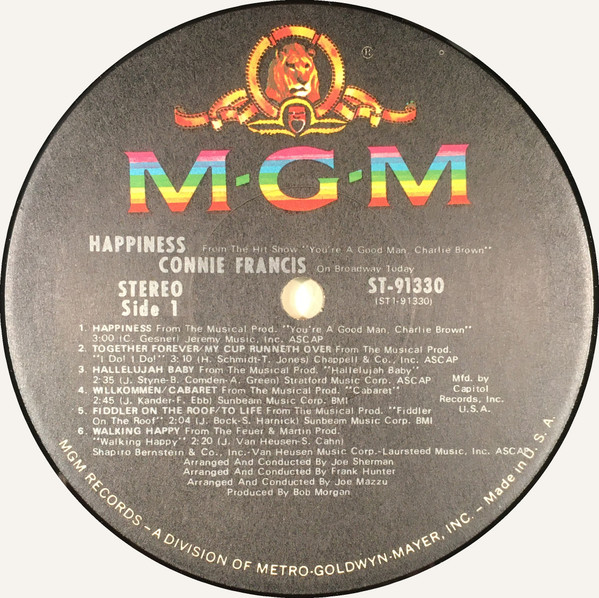 ®
M-G-M
HAPPINESS From The Hit Show "You're A Good Man, Charlie Brown"
CONNIE FRANCIS On Broadway Today
STEREO ST-91330
Side 1 (ST1-91330)
1. HAPPINESS From The Musical Prod. "You're A Good Man, Charlie Brown"
3:00 (C. Gesner) Jeremy Music, Inc. ASCAP
2. TOGETHER FOREVER/MY CUP RUNNETH OVER From The Musical Prod.
"I Do! I Do!" 3:10 (H. Schmidt-T. Jones) Chappell & Co., Inc. ASCAP
3. HALLELUJAH BABY From The Musical Prod. "Hallelujah Baby"
2:35 (J. Styne-B. Comden-A. Green) Stratford Music Corp. ASCAP
4. WILLKOMMEN/CABARET From The Musical Prod. "Cabaret"
2:45 (J. Kander-F. Ebb) Sunbeam Music Corp. BMI
5. FIDDLER ON THE ROOF/TO LIFE From The Musical Prod. "Fiddler
On The Roof" 2:04 (J. Bock-S. Harnick) Sunbeam Music Corp. BMI
6. WALKING HAPPY From The Feuer & Martin Prod.
"Walking Happy" 2:20 (J. Van Heusen-S. Cahn)
Shapiro Bernstein & Co., Inc.-Van Heusen Music Corp.-Laursteed Music, Inc. ASCAP
Arranged And Conducted By Joe Sherman
Arranged And Conducted By Frank Hunter
Arranged And Conducted By Joe Mazzu
Produced By Bob Morgan
Mfd. by
Capitol
Records, Inc.
U.S.A.
MGM RECORDS - A DIVISION OF METRO-GOLDWYN-MAYER, INC. - Made in U. S. A.